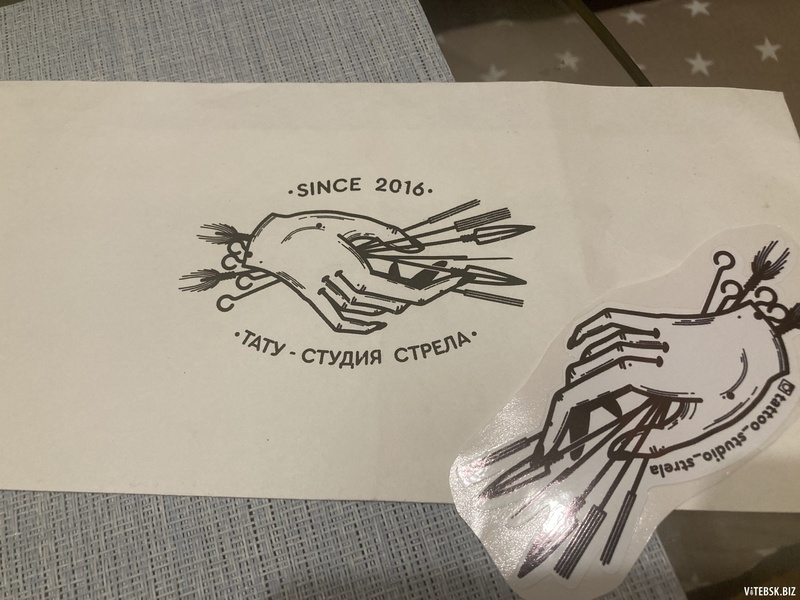 ·SINCE 2016·
·ТАТУ - СТУДИЯ СТРЕЛА·
tattoo_studio_strela
VITEBSK.BIZ